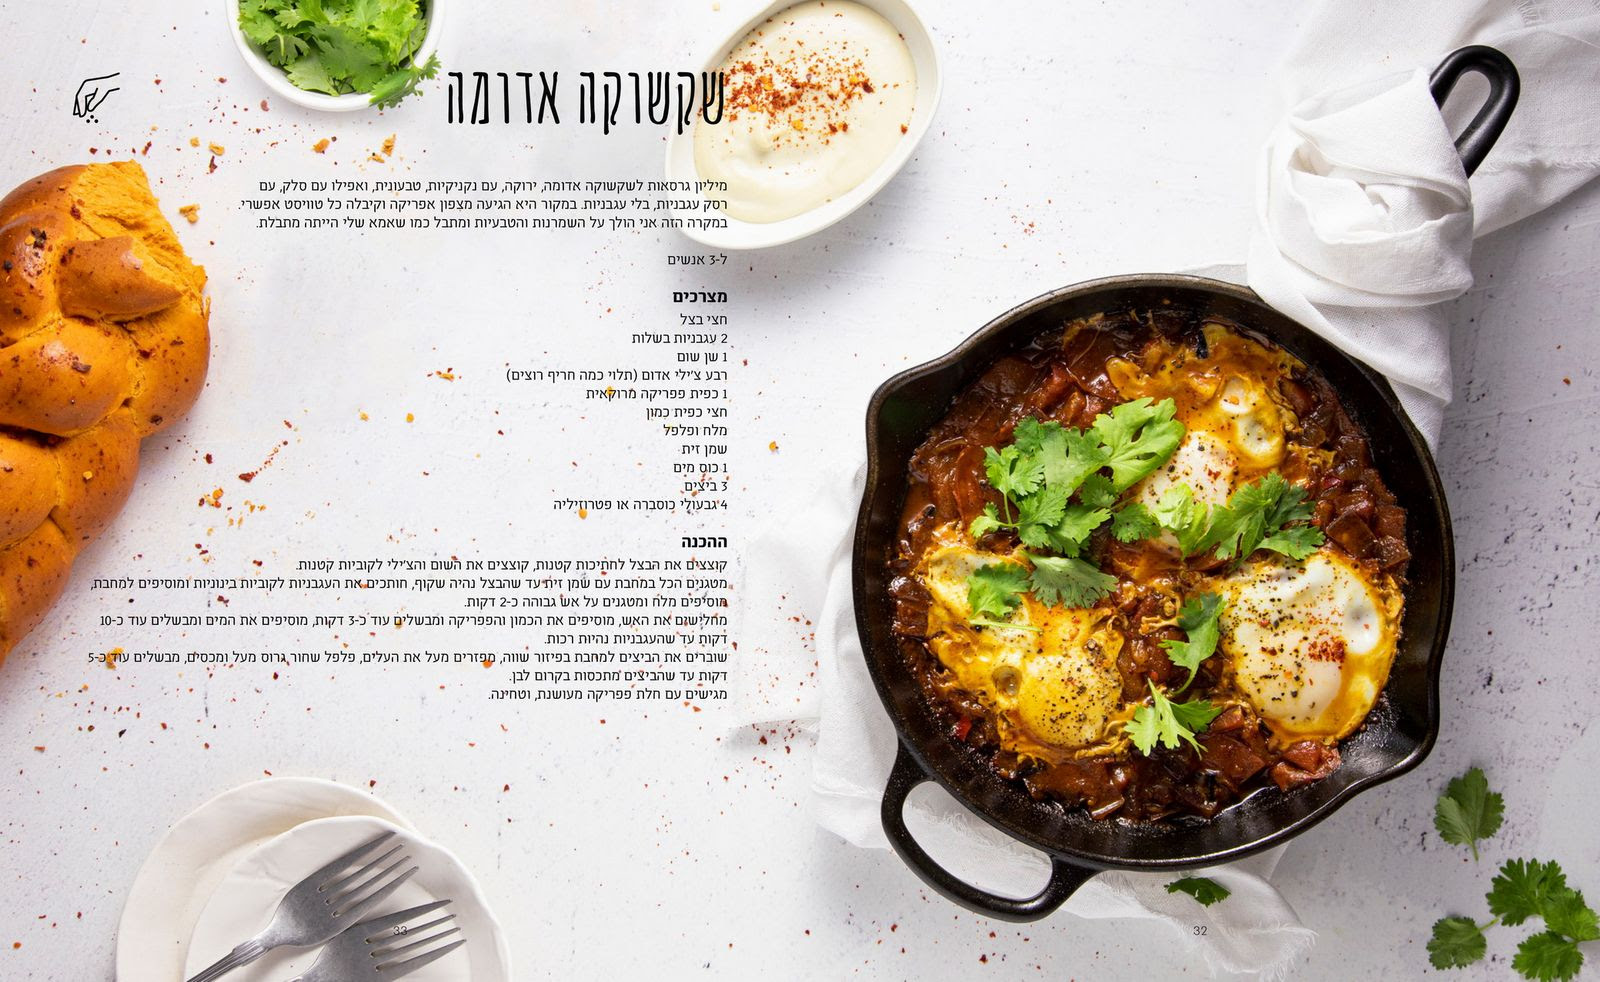 שקשוקה אדומה
מיליון גרסאות לשקשוקה אדומה, ירוקה, עם נקניקיות, טבעונית, ואפילו עם סלק, עם
רסק עגבניות, בלי עגבניות. במקור היא הגיעה מצפון אפריקה וקיבלה כל טוויסט אפשרי.
במקרה הזה אני הולך על השמרנות והטבעיות ומתבל כמו שאמא שלי הייתה מתבלת.
ל-3 אנשים
מצרכים
חצי בצל
2 עגבניות בשלות
1 שן שום
רבע צ'ילי אדום (תלוי כמה חריף רוצים)
1 כפית פפריקה מרוקאית
חצי כפית כמון
מלח ופלפל
שמן זית
1 כוס מים
3 ביצים
4 גבעולי כוסברה או פטרוזיליה
ההכנה
קוצצים את הבצל לחתיכות קטנות, קוצצים את השום והצ'ילי לקוביות קטנות.
מטגנים הכל במחבת עם שמן זית עד שהבצל נהיה שקוף, חותכים את העגבניות לקוביות בינוניות ומוסיפים למחבת,
מוסיפים מלח ומטגנים על אש גבוהה כ-2 דקות.
מחלישים את האש, מוסיפים את הכמון והפפריקה ומבשלים עוד כ-3 דקות, מוסיפים את המים ומבשלים עוד כ-10
דקות עד שהעגבניות נהיות רכות.
שוברים את הביצים למחבת בפיזור שווה, מפזרים מעל את העלים, פלפל שחור גרוס מעל ומכסים, מבשלים עוד כ-5
דקות עד שהביצים מתכסות בקרום לבן.
מגישים עם חלת פפריקה מעושנת, וטחינה.
32
33